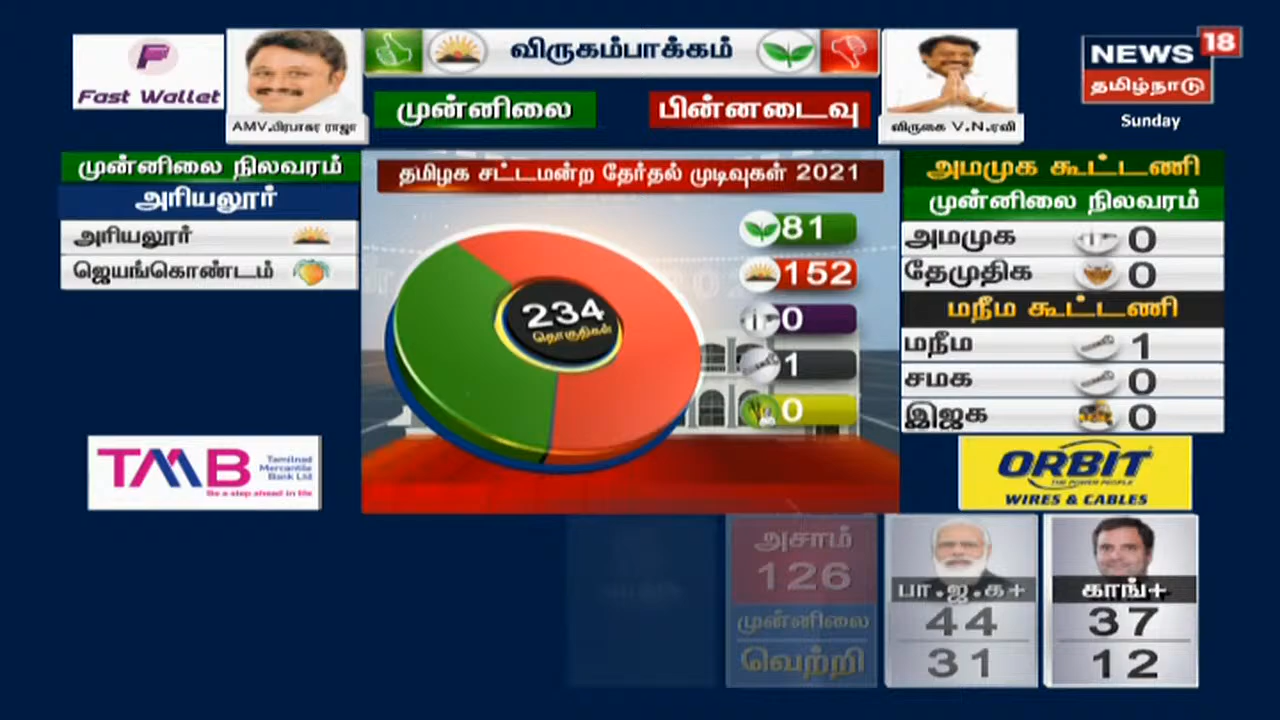 Fast Wallet
AMV.பிரபாகர ராஜா
விருகம்பாக்கம்
முன்னிலை
பின்னடைவு
விருகை V.N.ரவி
NEWS 18
தமிழ்நாடு
Sunday
முன்னிலை நிலவரம்
அரியலூர்
அரியலூர்
ஜெயங்கொண்டம்
தமிழக சட்டமன்ற தேர்தல் முடிவுகள் 2021
81
152
0
1
0
234
தொகுதிகள்
அமமுக கூட்டணி
முன்னிலை நிலவரம்
அமமுக 0
தேமுதிக 0
மநீம கூட்டணி
மநீம 1
சமக 0
இஜக 0
TMB
Tamilnad
Mercantile
Bank Ltd
Be a step ahead in life
ORBIT
THE POWER PEOPLE
WIRES & CABLES
அசாம்
126
முன்னிலை
வெற்றி
பா.ஜ.க+
44
31
காங்+
37
12